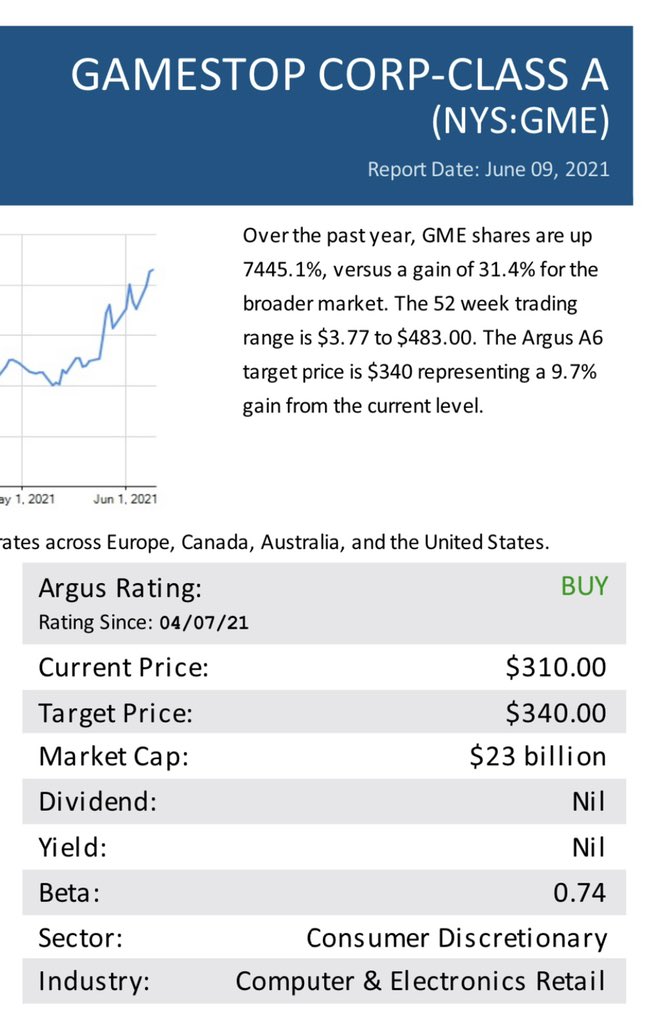 GAMESTOP CORP-CLASS A
(NYS:GME)
Report Date: June 09, 2021
Over the past year, GME shares are up
7445.1%, versus a gain of 31.4% for the
broader market. The 52 week trading
range is $3.77 to $483.00. The Argus A6
target price is $340 representing a 9.7%
gain from the current level.
ay 1, 2021 Jun 1, 2021
rates across Europe, Canada, Australia, and the United States.
Argus Rating: BUY
Rating Since: 04/07/21
Current Price: $310.00
Target Price: $340.00
Market Cap: $23 billion
Dividend: Nil
Yield: Nil
Beta: 0.74
Sector: Consumer Discretionary
Industry: Computer & Electronics Retail